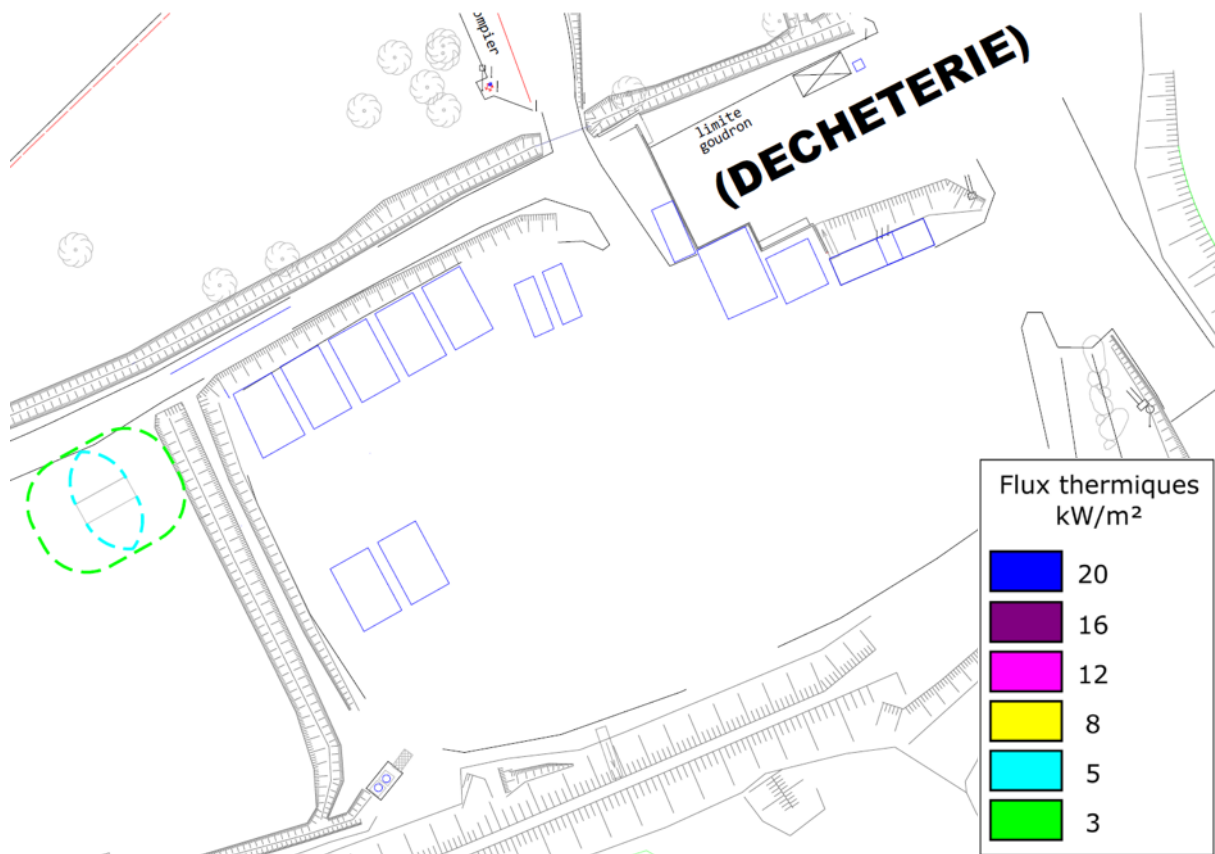 ompier
limite
goudron
(DECHETERIE)
Flux thermiques
kW/m²
20
16
12
8
5
3